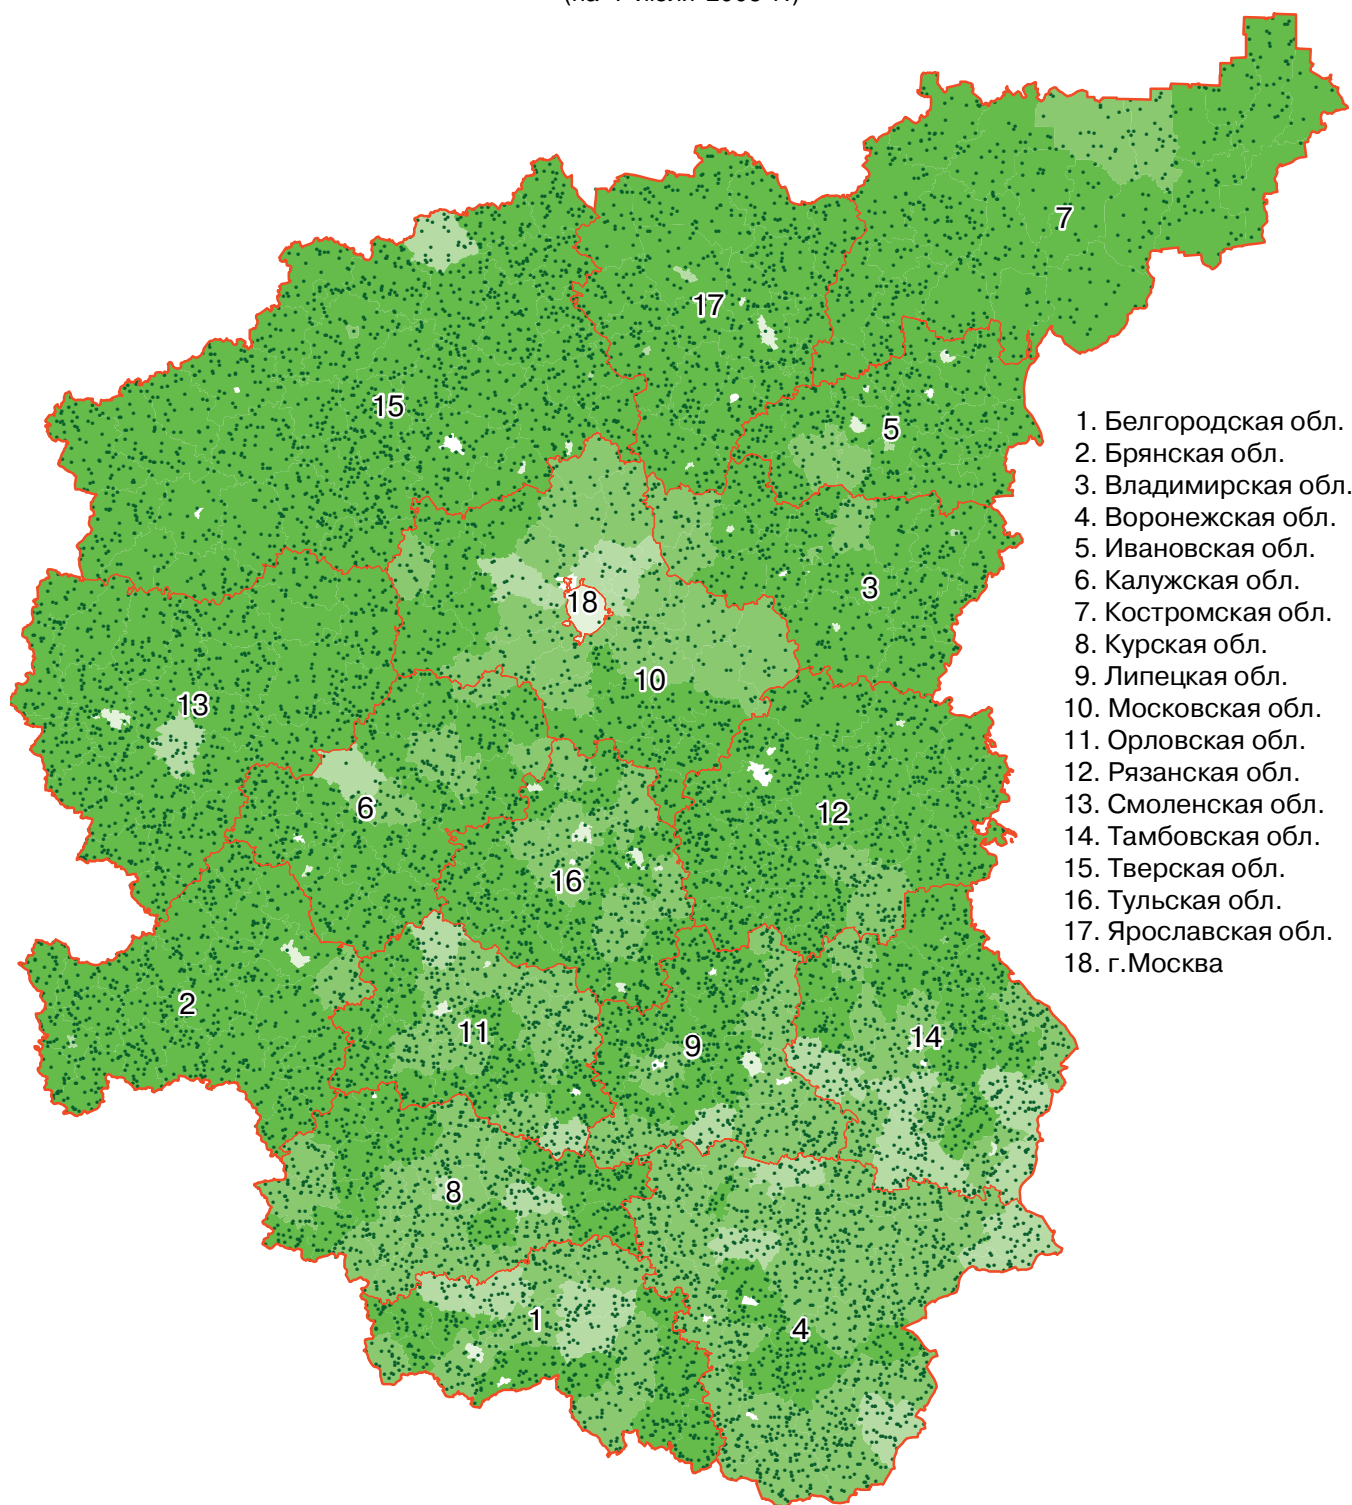 15
17
7
5
3
18
10
13
6
12
16
2
11
9
14
8
1
4
1. Белгородская обл.
2. Брянская обл.
3. Владимирская обл.
4. Воронежская обл.
5. Ивановская обл.
6. Калужская обл.
7. Костромская обл.
8. Курская обл.
9. Липецкая обл.
10. Московская обл.
11. Орловская обл.
12. Рязанская обл.
13. Смоленская обл.
14. Тамбовская обл.
15. Тверская обл.
16. Тульская обл.
17. Ярославская обл.
18. г.Москва